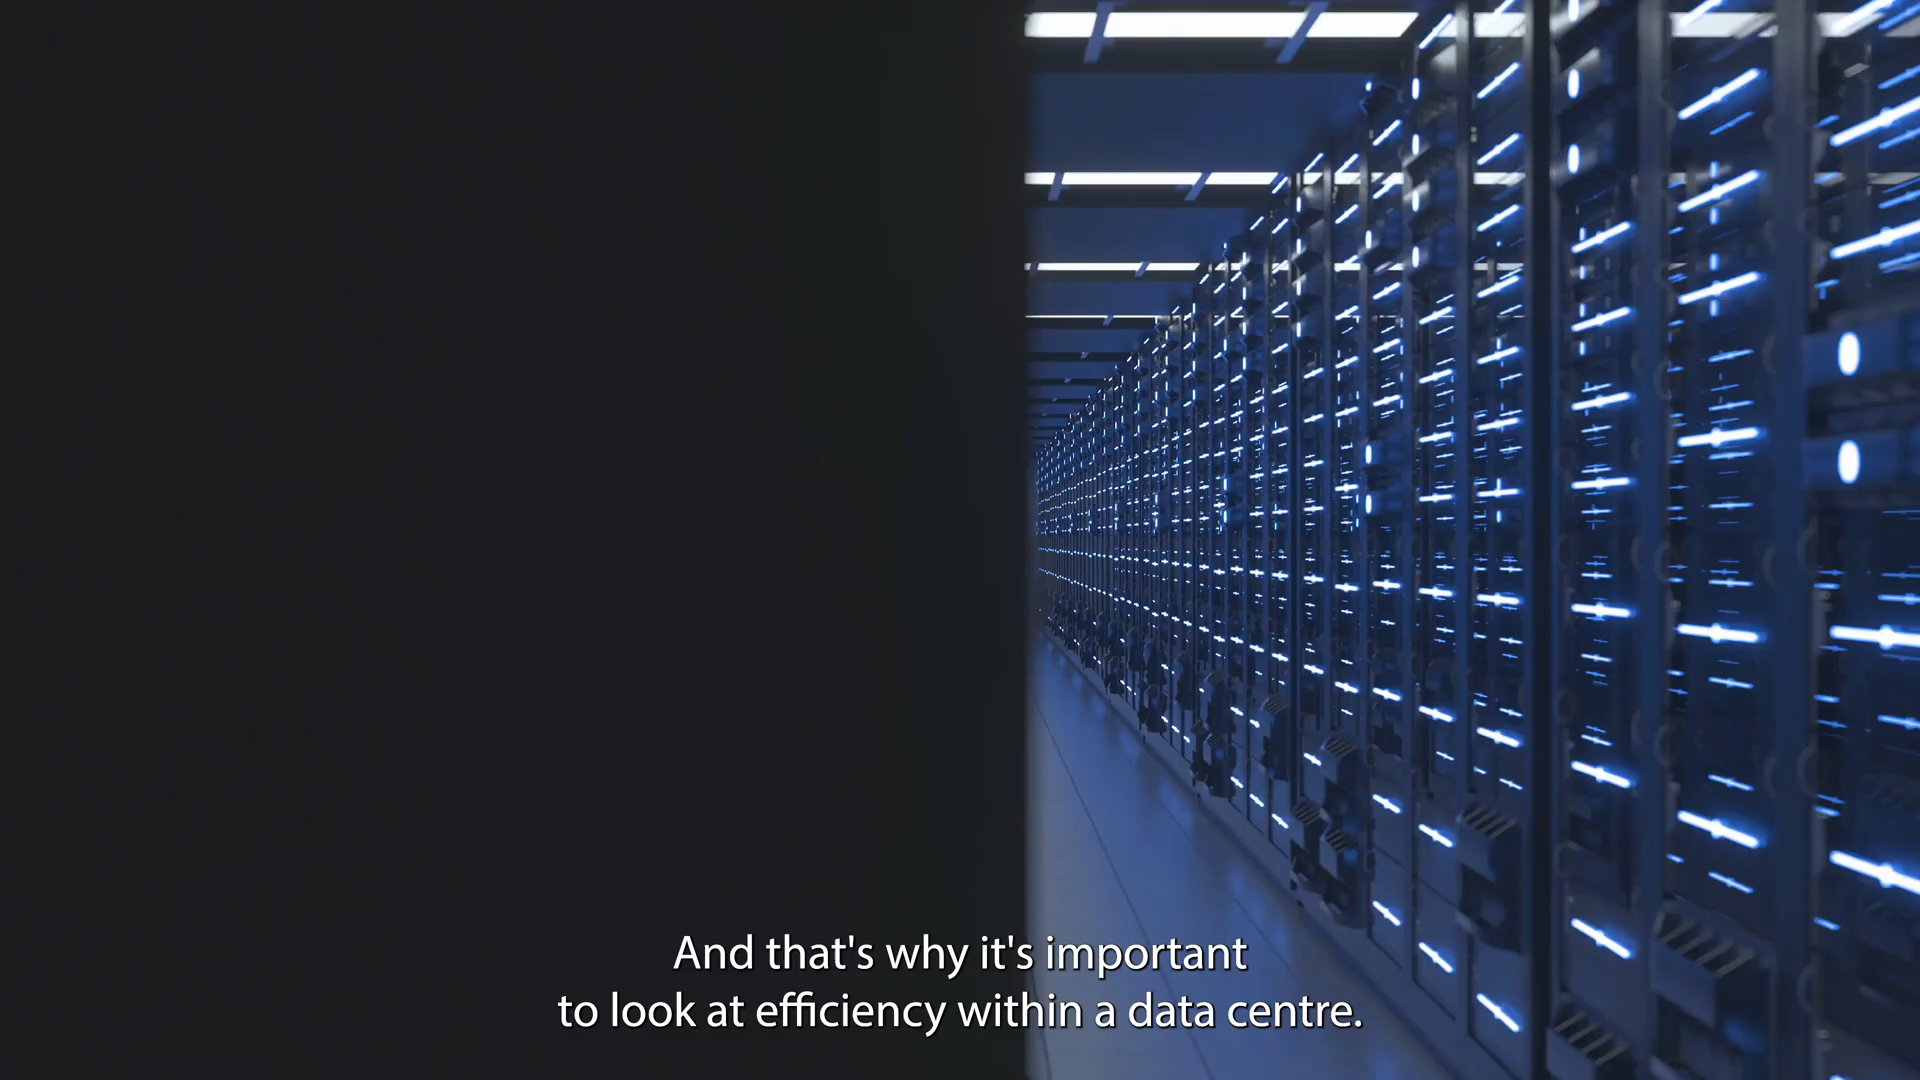 And that's why it's important
to look at efficiency within a data centre.